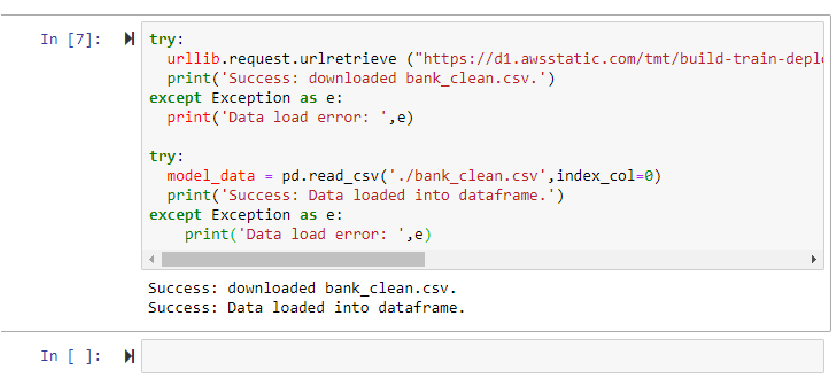 In [7]:
try:
  urllib.request.urlretrieve ("https://d1.awsstatic.com/tmt/build-train-depl
  print('Success: downloaded bank_clean.csv.')
except Exception as e:
  print('Data load error: ',e)
try:
  model_data = pd.read_csv('./bank_clean.csv',index_col=0)
  print('Success: Data loaded into dataframe.')
except Exception as e:
    print('Data load error: ',e)
Success: downloaded bank_clean.csv.
Success: Data loaded into dataframe.
In [ ]: